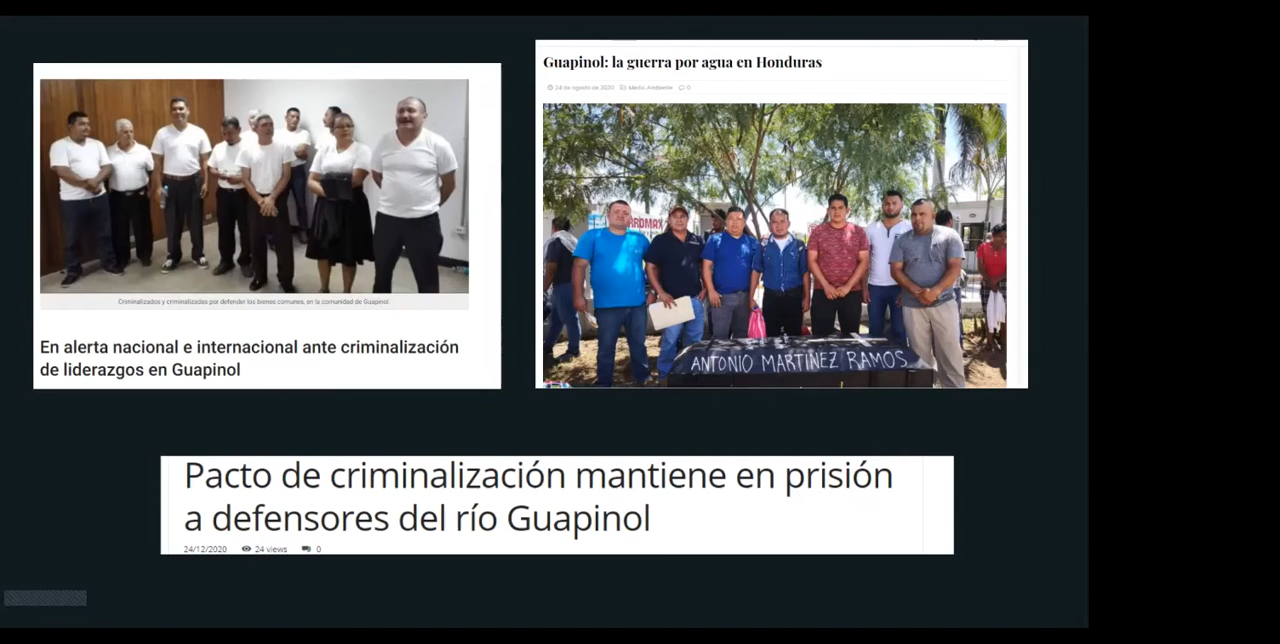 Criminalizados y criminalizadas por defender los bienes comunes, en la comunidad de Guapinol.
En alerta nacional e internacional ante criminalización
de liderazgos en Guapinol
Guapinol: la guerra por agua en Honduras
24 de agosto de 2020 Medio Ambiente 0
ANTONIO MARTINEZ RAMOS
Pacto de criminalización mantiene en prisión
a defensores del río Guapinol
24/12/2020 24 views 0